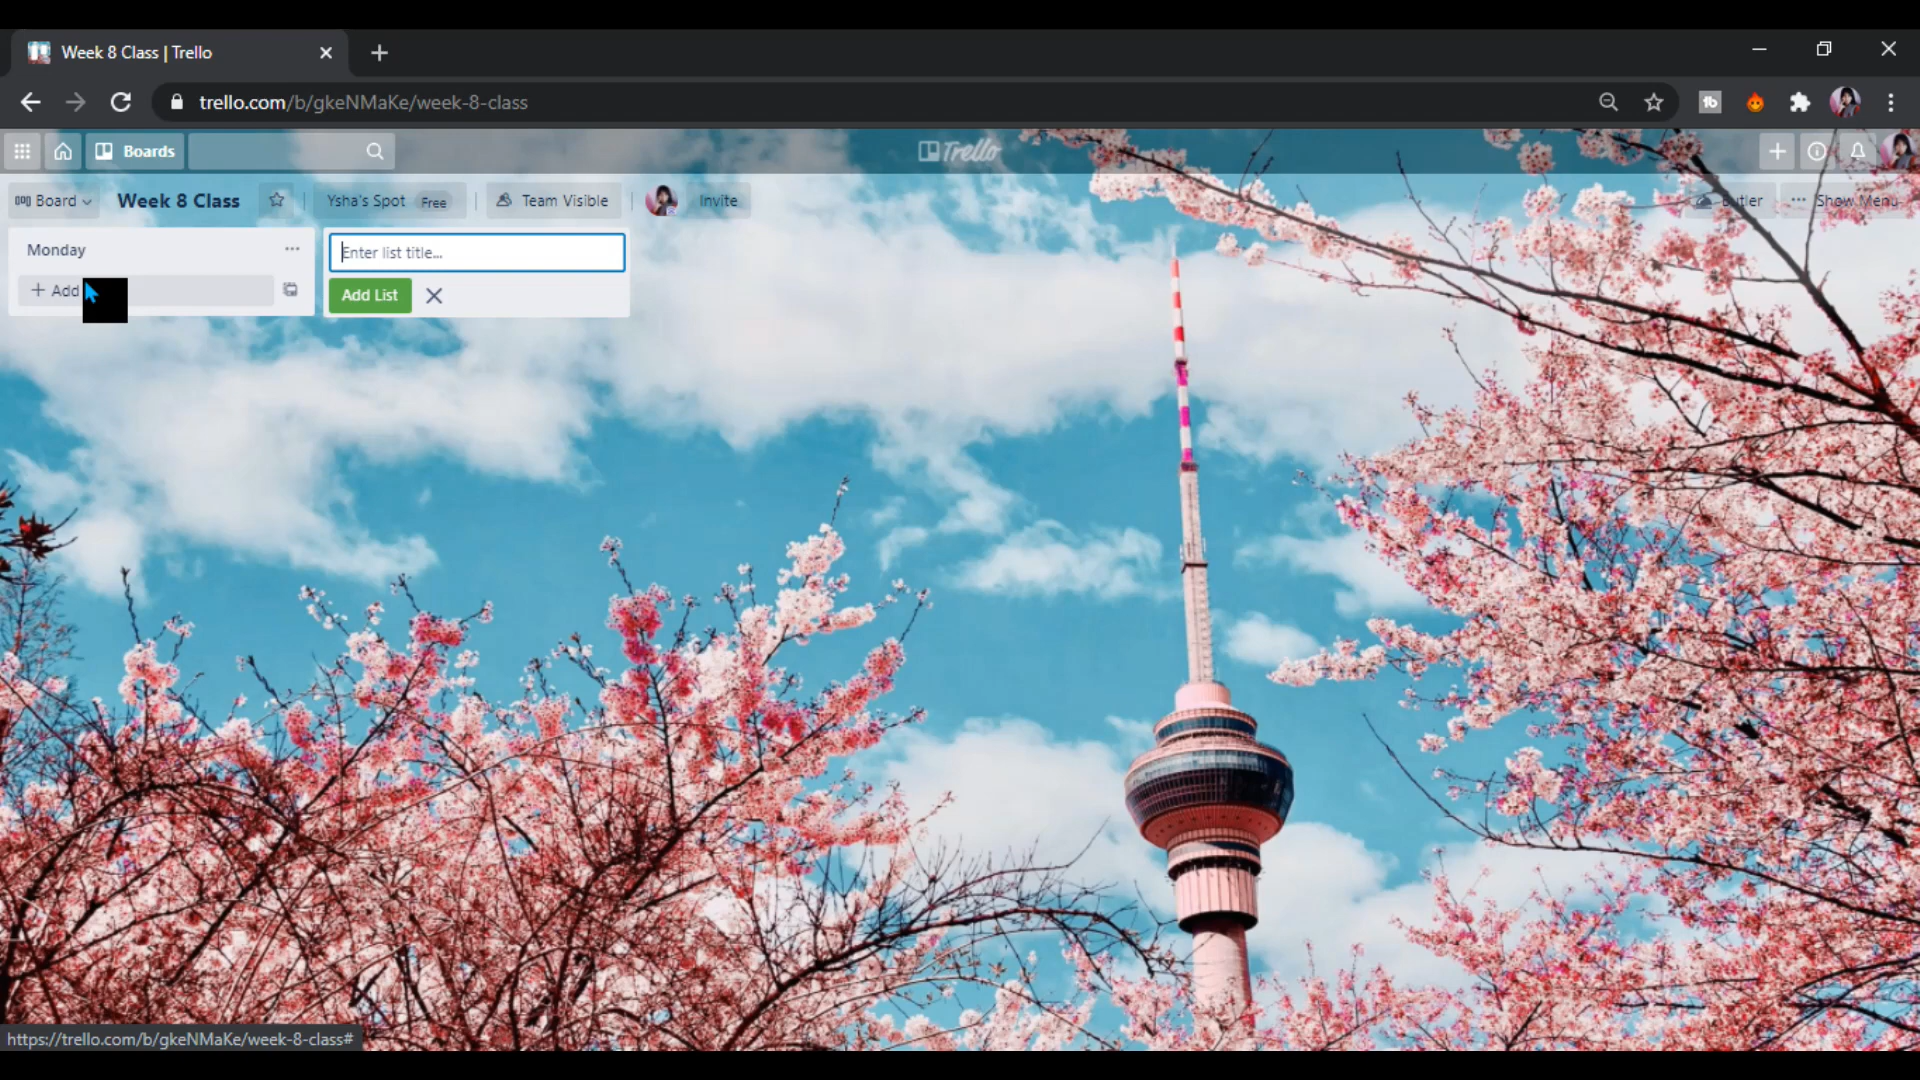 Week 8 Class | Trello
trello.com/b/gkeNMaKe/week-8-class
Boards
Trello
Board
Week 8 Class
Ysha's Spot Free
Team Visible
Invite
Butler
Show Menu
Monday
Enter list title...
+ Add
Add List
https://trello.com/b/gkeNMaKe/week-8-class#